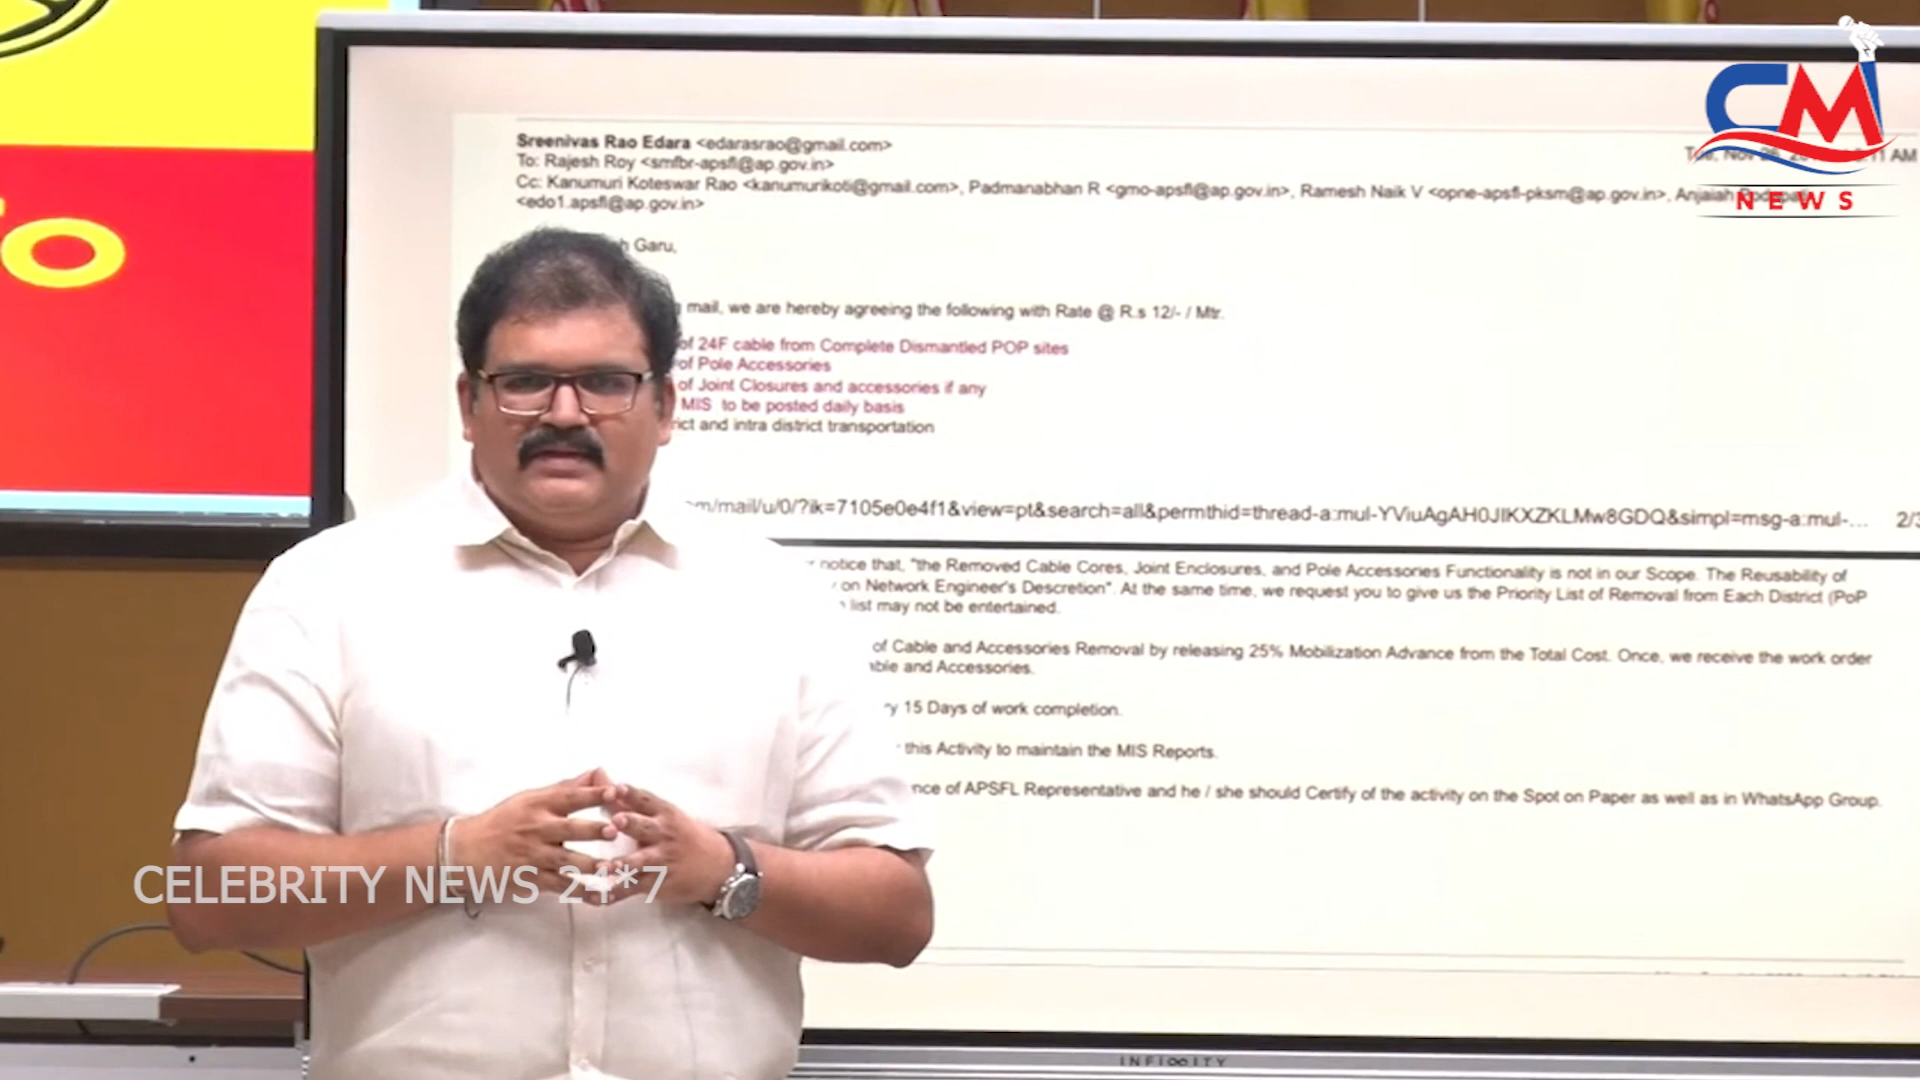 CM
NEWS
TO
Sreenivas Rao Edara <edarasrao@gmail.com>
Tue, Nov 26, 11 AM
To: Rajesh Roy <smfbr-apsfl@ap.gov.in>
Cc: Kanumuri Koteswar Rao <kanumurikoti@gmail.com>, Padmanabhan R <gmo-apsfl@ap.gov.in>, Ramesh Naik V <opne-apsfl-pksm@ap.gov.in>, Anjaiah
<edo1.apsfl@ap.gov.in>
Garu,
mail, we are hereby agreeing the following with Rate @ R.s 12/- / Mtr.
of 24F cable from Complete Dismantled POP sites
of Pole Accessories
of Joint Closures and accessories if any
MIS to be posted daily basis
and intra district transportation
/mail/u/0/?ik=7105e0e4f1&view=pt&search=all&permthid=thread-a:mul-YViuAgAH0JIKXZKLMw8GDQ&simpl=msg-a:mul-... 2/3
notice that, "the Removed Cable Cores, Joint Enclosures, and Pole Accessories Functionality is not in our Scope. The Reusability of
on Network Engineer's Descretion". At the same time, we request you to give us the Priority List of Removal from Each District (PoP
list may not be entertained.
of Cable and Accessories Removal by releasing 25% Mobilization Advance from the Total Cost. Once, we receive the work order
and Accessories.
15 Days of work completion.
this Activity to maintain the MIS Reports.
of APSFL Representative and he / she should Certify of the activity on the Spot on Paper as well as in WhatsApp Group.
CELEBRITY NEWS 24*7
INFIOOITY